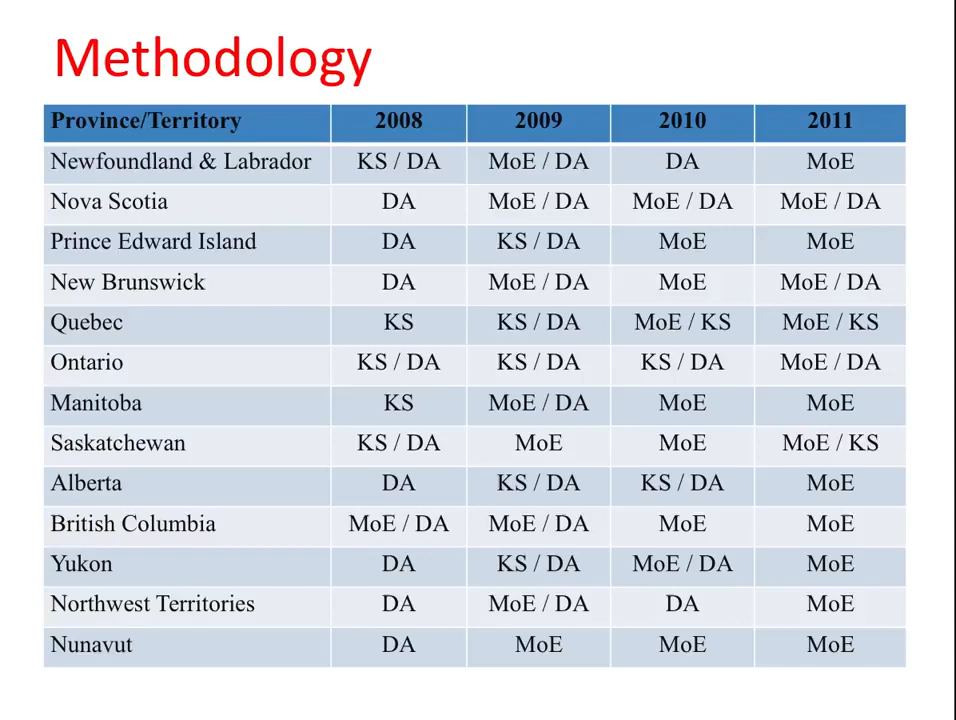 Methodology
Province/Territory 2008 2009 2010 2011
Newfoundland & Labrador KS / DA MoE / DA DA MoE
Nova Scotia DA MoE / DA MoE / DA MoE / DA
Prince Edward Island DA KS / DA MoE MoE
New Brunswick DA MoE / DA MoE MoE / DA
Quebec KS KS / DA MoE / KS MoE / KS
Ontario KS / DA KS / DA KS / DA MoE / DA
Manitoba KS MoE / DA MoE MoE
Saskatchewan KS / DA MoE MoE MoE / KS
Alberta DA KS / DA KS / DA MoE
British Columbia MoE / DA MoE / DA MoE MoE
Yukon DA KS / DA MoE / DA MoE
Northwest Territories DA MoE / DA DA MoE
Nunavut DA MoE MoE MoE